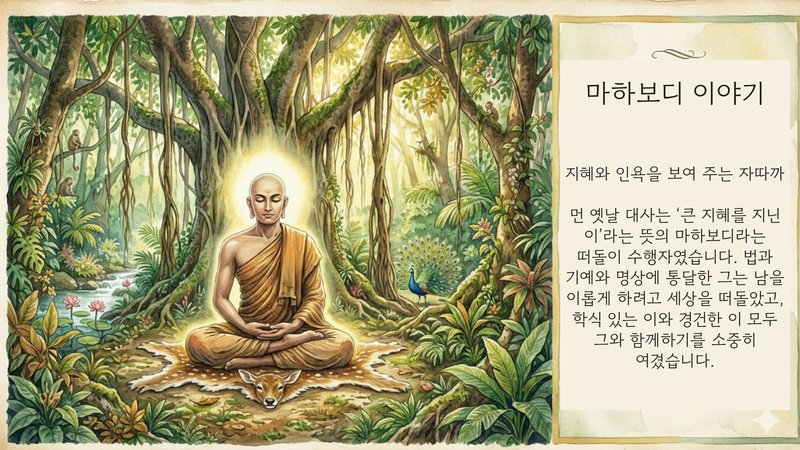 마하보디 이야기
지혜와 인욕을 보여 주는 자따까
먼 옛날 대사는 ‘큰 지혜를 지닌
이’라는 뜻의 마하보디라는
떠돌이 수행자였습니다. 법과
기예와 명상에 통달한 그는 남을
이롭게 하려고 세상을 떠돌았고,
학식 있는 이와 경건한 이 모두
그와 함께하기를 소중히
여겼습니다.